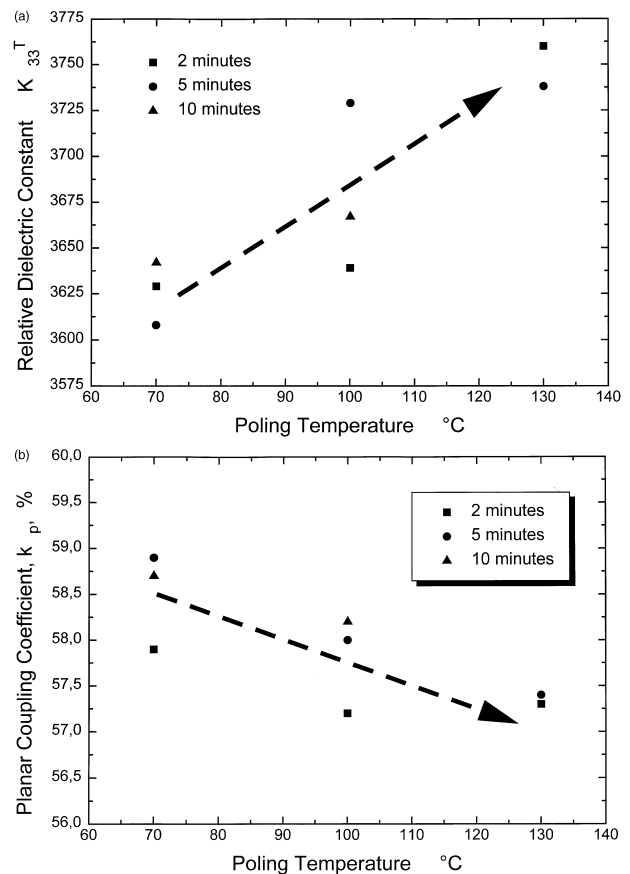 (a)
3775
3750
3725
3700
3675
3650
3625
3600
3575
Relative Dielectric Constant K 33 T
2 minutes
5 minutes
10 minutes
60 70 80 90 100 110 120 130 140
Poling Temperature °C
(b)
60,0
59,5
59,0
58,5
58,0
57,5
57,0
56,5
56,0
Planar Coupling Coefficient, k p, %
2 minutes
5 minutes
10 minutes
60 70 80 90 100 110 120 130 140
Poling Temperature °C